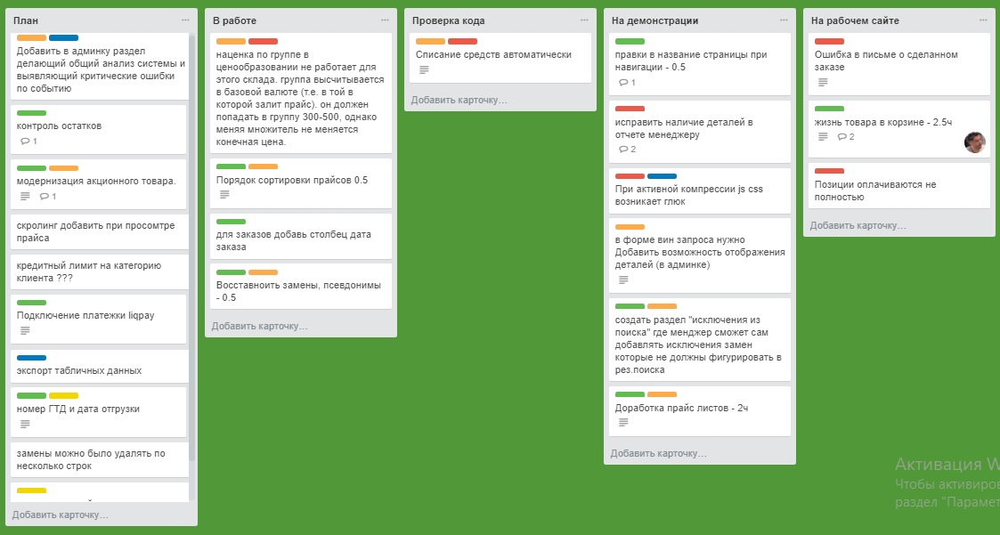 План
Добавить в админку раздел
делающий общий анализ системы и
выявляющий критические ошибки
по событию
контроль остатков
1
модернизация акционного товара.
1
скролинг добавить при просомтре
прайса
кредитный лимит на категорию
клиента ???
Подключение платежки liqpay
экспорт табличных данных
номер ГТД и дата отгрузки
замены можно было удалять по
несколько строк
Добавить карточку…
В работе
наценка по группе в
ценообразовании не работает для
этого склада. группа высчитывается
в базовой валюте (т.е. в той в
которой залит прайс). он должен
попадать в группу 300-500, однако
меняя множитель не меняется
конечная цена.
Порядок сортировки прайсов 0.5
для заказов добавь столбец дата
заказа
Восставноить замены, псевдонимы
- 0.5
Добавить карточку…
Проверка кода
Списание средств автоматически
Добавить карточку…
На демонстрации
правки в название страницы при
навигации - 0.5
1
исправить наличие деталей в
отчете менеджеру
2
При активной компрессии js css
возникает глюк
в форме вин запроса нужно
Добавить возможность отображения
деталей (в админке)
создать раздел "исключения из
поиска" где менджер сможет сам
добавлять исключения замен
которые не должны фигурировать в
рез.поиска
Доработка прайс листов - 2ч
Добавить карточку…
На рабочем сайте
Ошибка в письме о сделанном
заказе
жизнь товара в корзине - 2.5ч
2
Позиции оплачиваются не
полностью
Добавить карточку…
Активация W
Чтобы активиров
раздел "Парамет